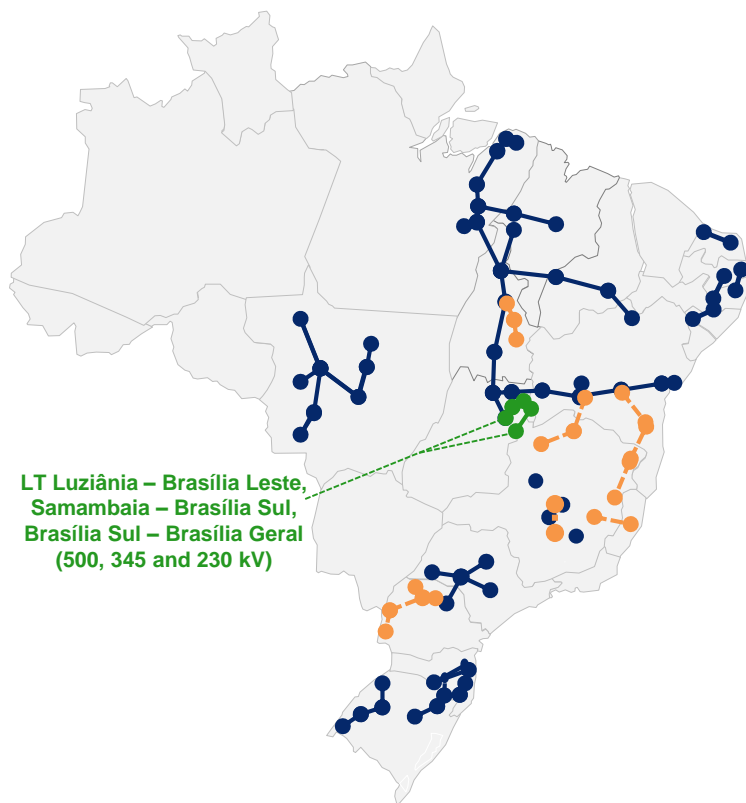 LT Luziânia – Brasília Leste,
Samambaia – Brasília Sul,
Brasília Sul – Brasília Geral
(500, 345 and 230 kV)